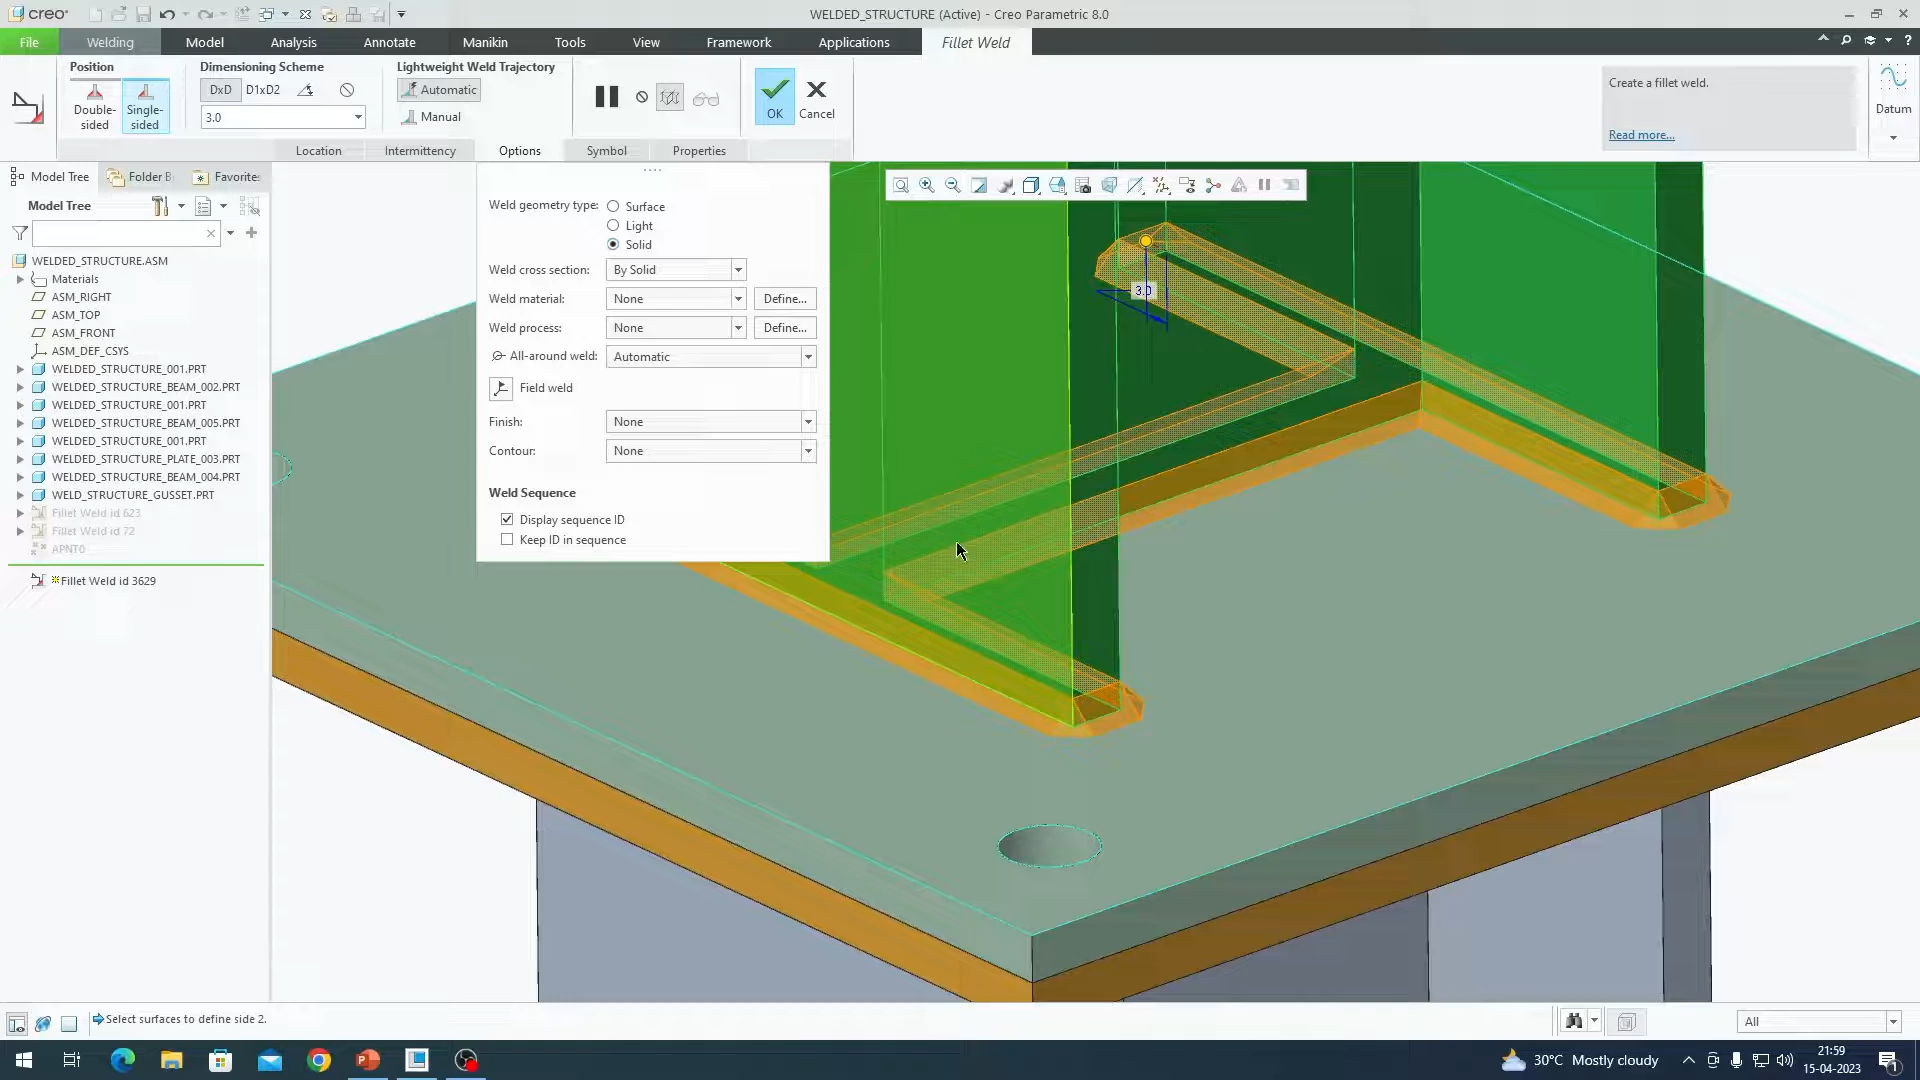 creo
WELDED_STRUCTURE (Active) - Creo Parametric 8.0
File
Welding
Model
Analysis
Annotate
Manikin
Tools
View
Framework
Applications
Fillet Weld
Position
Double-sided
Single-sided
Dimensioning Scheme
DxD
D1xD2
3.0
Lightweight Weld Trajectory
Automatic
Manual
OK
Cancel
Create a fillet weld.
Read more...
Datum
Location
Intermittency
Options
Symbol
Properties
Model Tree
Folder B
Favorite
Model Tree
WELDED_STRUCTURE.ASM
Materials
ASM_RIGHT
ASM_TOP
ASM_FRONT
ASM_DEF_CSYS
WELDED_STRUCTURE_001.PRT
WELDED_STRUCTURE_BEAM_002.PRT
WELDED_STRUCTURE_001.PRT
WELDED_STRUCTURE_BEAM_005.PRT
WELDED_STRUCTURE_001.PRT
WELDED_STRUCTURE_PLATE_003.PRT
WELDED_STRUCTURE_BEAM_004.PRT
WELD_STRUCTURE_GUSSET.PRT
Fillet Weld id 623
Fillet Weld id 72
APNT0
Fillet Weld id 3629
Weld geometry type:
Surface
Light
Solid
Weld cross section: By Solid
Weld material: None Define...
Weld process: None Define...
All-around weld: Automatic
Field weld
Finish: None
Contour: None
Weld Sequence
Display sequence ID
Keep ID in sequence
3.0
Select surfaces to define side 2.
All
30°C Mostly cloudy
21:59
15-04-2023
1